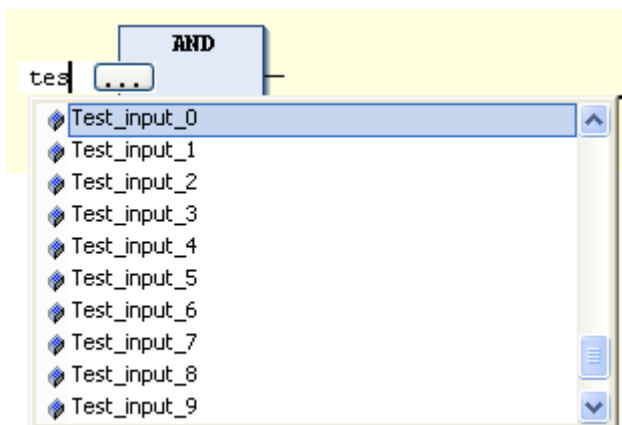 AND
tes ...
Test_input_0
Test_input_1
Test_input_2
Test_input_3
Test_input_4
Test_input_5
Test_input_6
Test_input_7
Test_input_8
Test_input_9